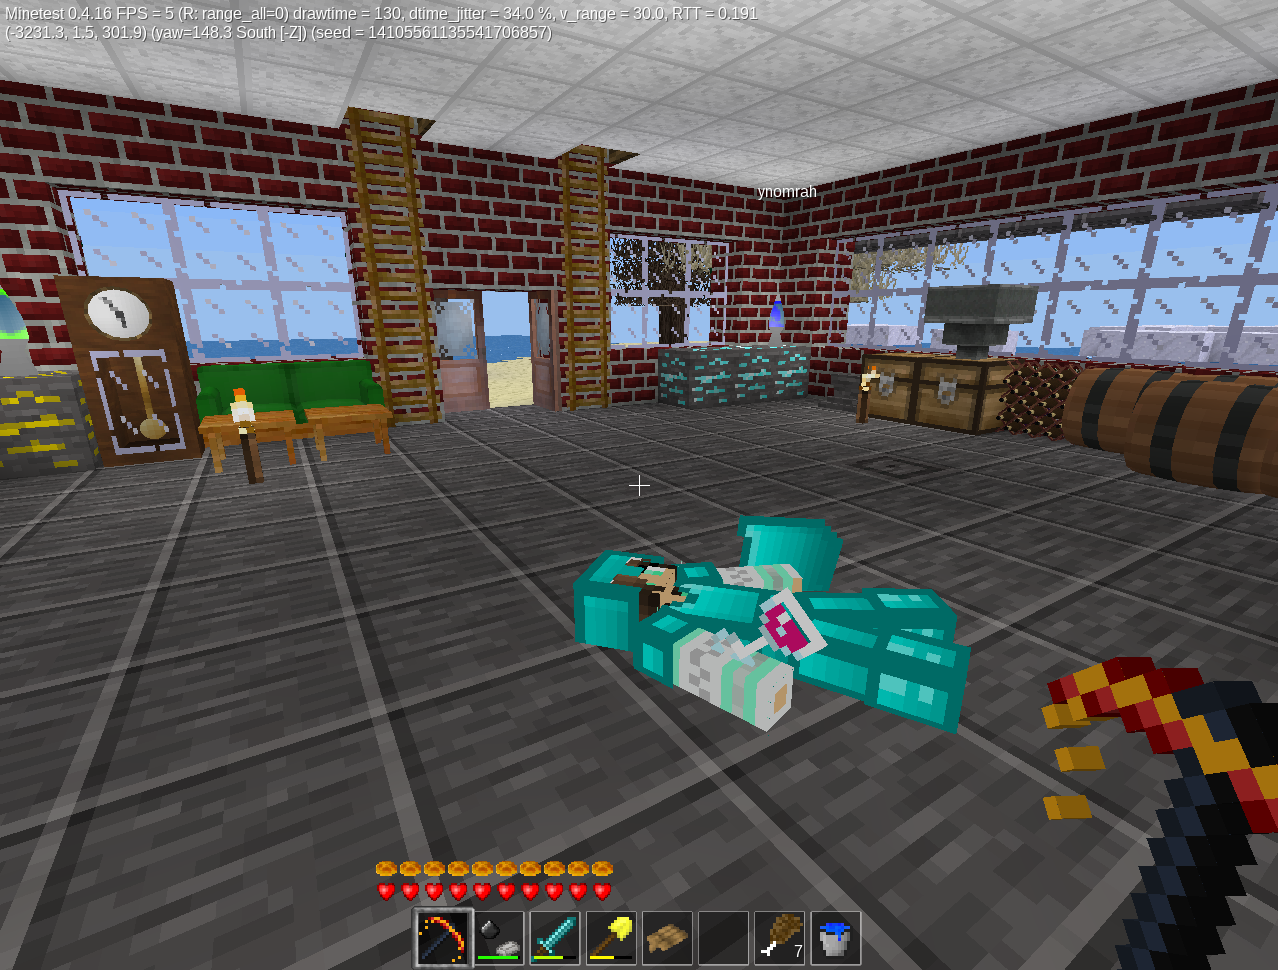 Minetest 0.4.16 FPS = 5 (R: range_all=0) drawtime = 130, dtime_jitter = 34.0 %, v_range = 30.0, RTT = 0.191
(-3231.3, 1.5, 301.9) (yaw=148.3 South [-Z]) (seed = 14105561135541706857)
ynomrah
7